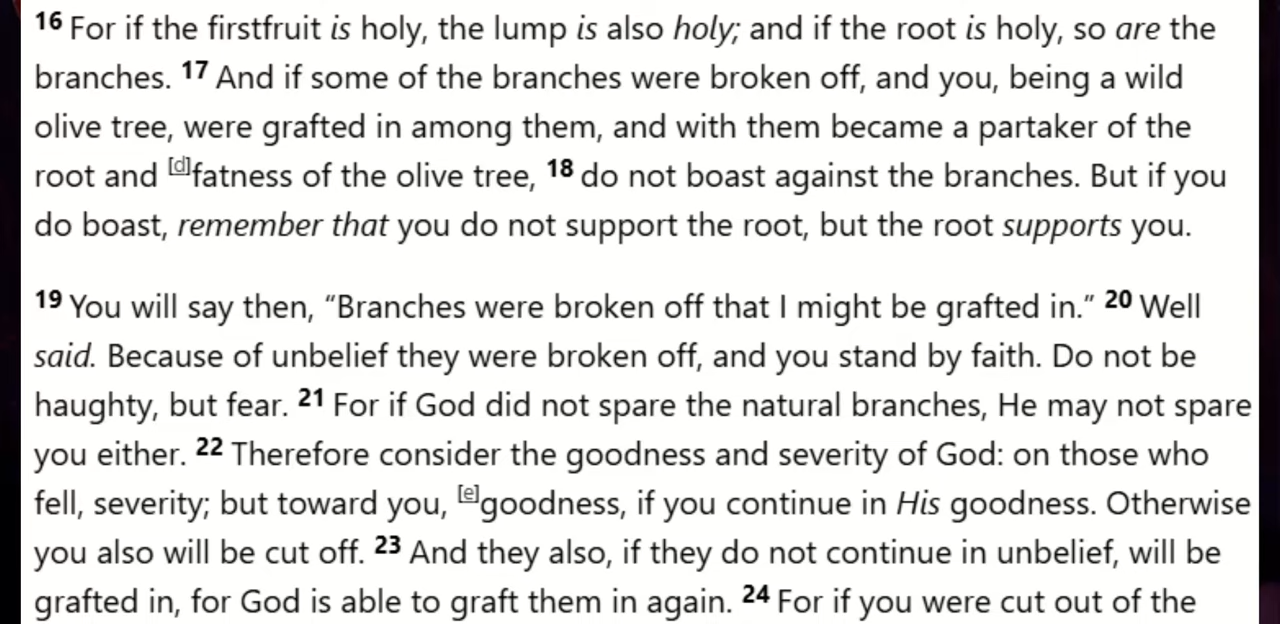 16 For if the firstfruit is holy, the lump is also holy; and if the root is holy, so are the
branches. 17 And if some of the branches were broken off, and you, being a wild
olive tree, were grafted in among them, and with them became a partaker of the
root and [d]fatness of the olive tree, 18 do not boast against the branches. But if you
do boast, remember that you do not support the root, but the root supports you.
19 You will say then, “Branches were broken off that I might be grafted in.” 20 Well
said. Because of unbelief they were broken off, and you stand by faith. Do not be
haughty, but fear. 21 For if God did not spare the natural branches, He may not spare
you either. 22 Therefore consider the goodness and severity of God: on those who
fell, severity; but toward you, [e]goodness, if you continue in His goodness. Otherwise
you also will be cut off. 23 And they also, if they do not continue in unbelief, will be
grafted in, for God is able to graft them in again. 24 For if you were cut out of the